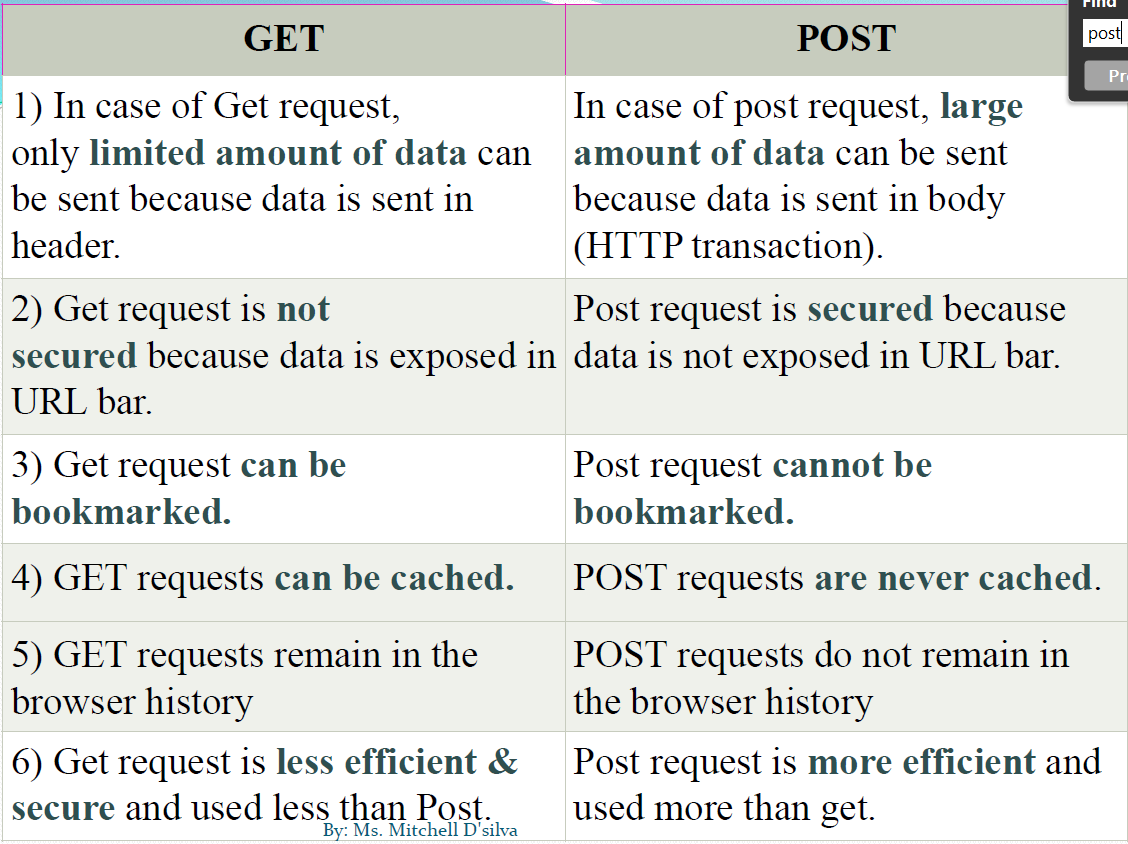 GET
POST
Find
post
1) In case of Get request,
only limited amount of data can
be sent because data is sent in
header.
In case of post request, large
amount of data can be sent
because data is sent in body
(HTTP transaction).
2) Get request is not
secured because data is exposed in
URL bar.
Post request is secured because
data is not exposed in URL bar.
3) Get request can be
bookmarked.
Post request cannot be
bookmarked.
4) GET requests can be cached.
POST requests are never cached.
5) GET requests remain in the
browser history
POST requests do not remain in
the browser history
6) Get request is less efficient &
secure and used less than Post.
Post request is more efficient and
used more than get.
By: Ms. Mitchell D'silva